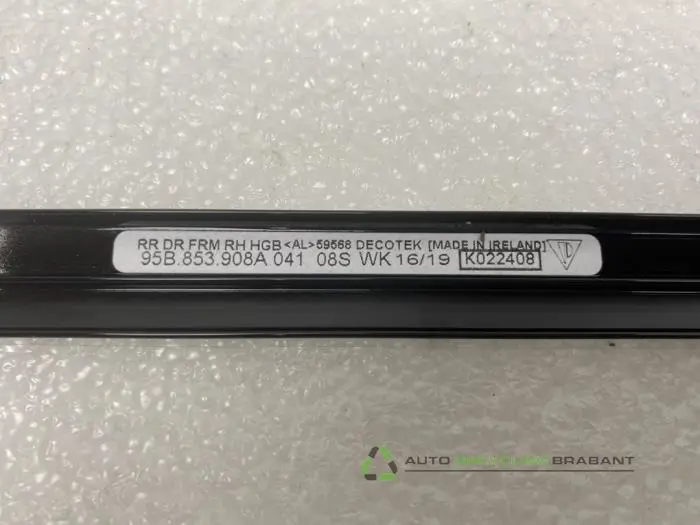 RR DR FRM RH HGB <AL> 59568 DECOTEK [MADE IN IRELAND]
95B.853.908A 041 08S WK 16/19 K022408
AUTO RECYCLING BRABANT